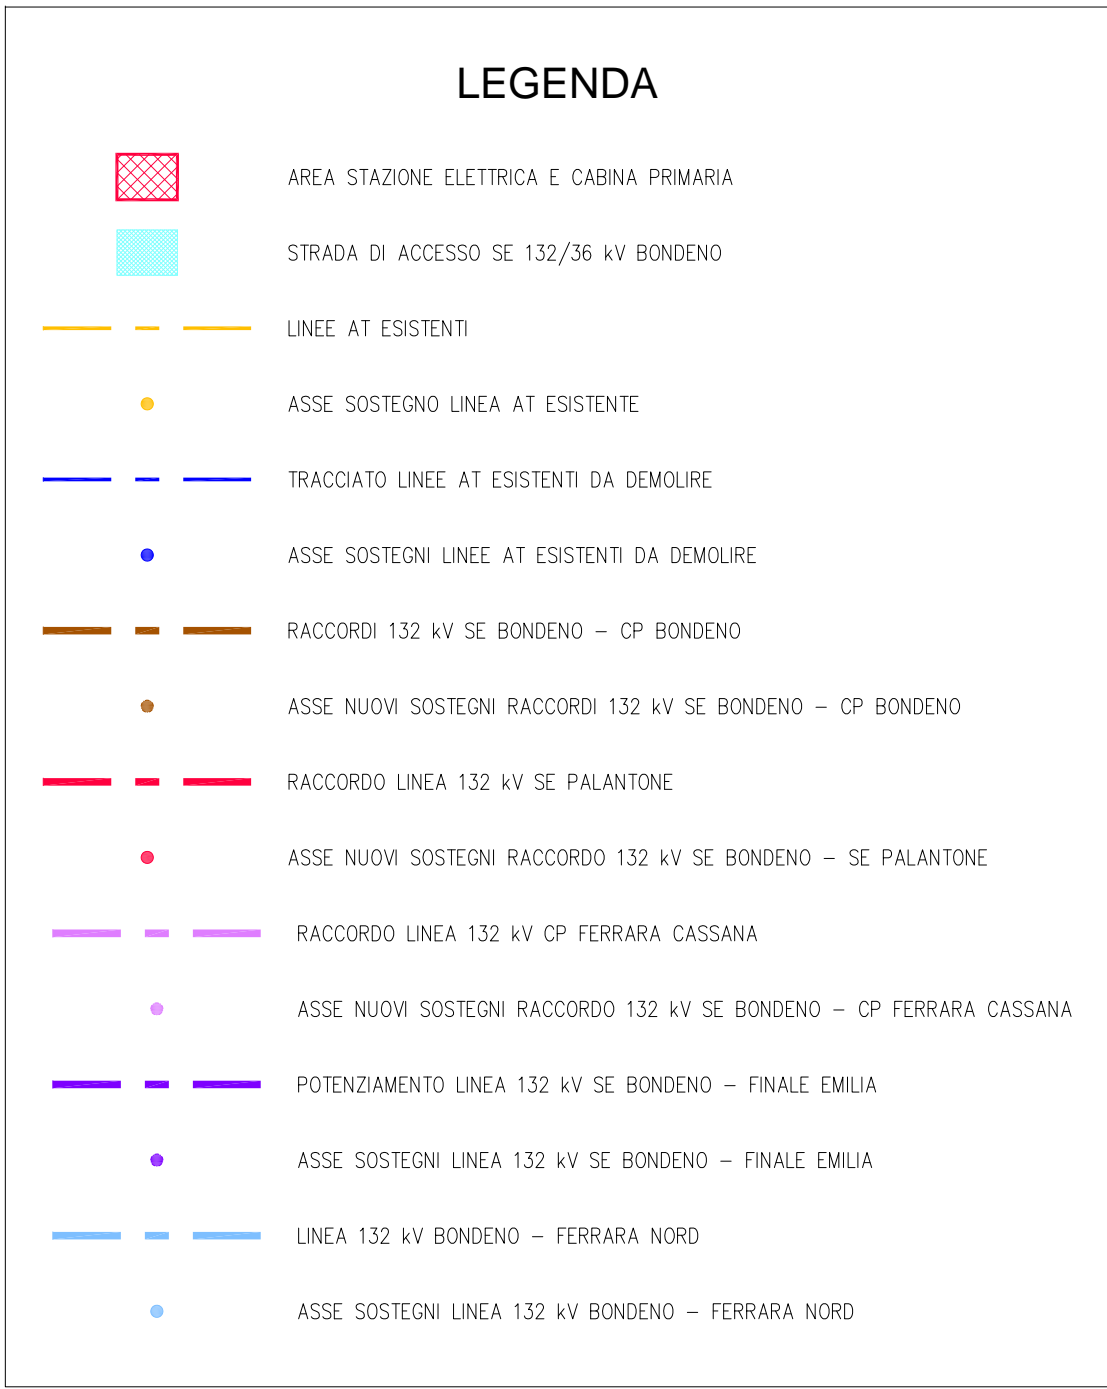 LEGENDA
AREA STAZIONE ELETTRICA E CABINA PRIMARIA
STRADA DI ACCESSO SE 132/36 kV BONDENO
LINEE AT ESISTENTI
ASSE SOSTEGNO LINEA AT ESISTENTE
TRACCIATO LINEE AT ESISTENTI DA DEMOLIRE
ASSE SOSTEGNI LINEE AT ESISTENTI DA DEMOLIRE
RACCORDI 132 kV SE BONDENO – CP BONDENO
ASSE NUOVI SOSTEGNI RACCORDI 132 kV SE BONDENO – CP BONDENO
RACCORDO LINEA 132 kV SE PALANTONE
ASSE NUOVI SOSTEGNI RACCORDO 132 kV SE BONDENO – SE PALANTONE
RACCORDO LINEA 132 kV CP FERRARA CASSANA
ASSE NUOVI SOSTEGNI RACCORDO 132 kV SE BONDENO – CP FERRARA CASSANA
POTENZIAMENTO LINEA 132 kV SE BONDENO – FINALE EMILIA
ASSE SOSTEGNI LINEA 132 kV SE BONDENO – FINALE EMILIA
LINEA 132 kV BONDENO – FERRARA NORD
ASSE SOSTEGNI LINEA 132 kV BONDENO – FERRARA NORD